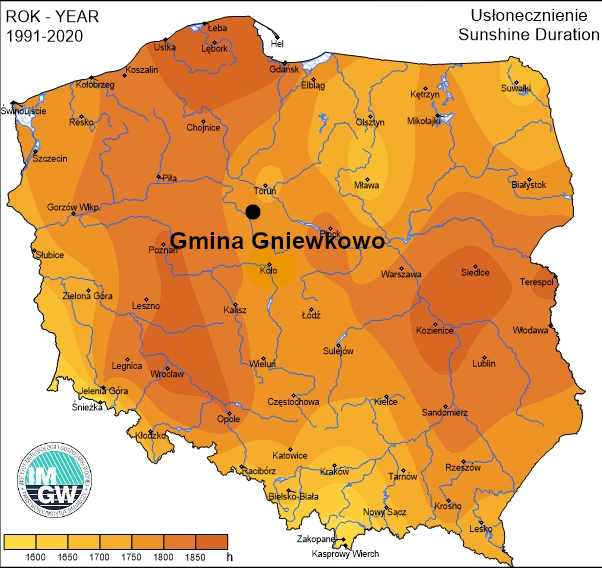 ROK - YEAR
1991-2020
Usłonecznienie
Sunshine Duration
Łeba
Hel
Ustka
Lębork
Gdańsk
Koszalin
Kołobrzeg
Elbląg
Suwałki
Kętrzyn
Świnoujście
Resko
Chojnice
Olsztyn
Mikołajki
Szczecin
Piła
Toruń
Mława
Białystok
Gorzów Wlkp.
Płock
Gmina Gniewkowo
Słubice
Poznań
Koło
Warszawa
Siedlce
Terespol
Zielona Góra
Leszno
Kalisz
Łódź
Kozienice
Włodawa
Sulejów
Legnica
Wrocław
Wieluń
Lublin
Jelenia Góra
Śnieżka
Opole
Częstochowa
Kielce
Sandomierz
Kłodzko
Katowice
Racibórz
Kraków
Tarnów
Rzeszów
Bielsko-Biała
Nowy Sącz
Krosno
Lesko
Zakopane
Kasprowy Wierch
IM
GW
1600 1650 1700 1750 1800 1850 h